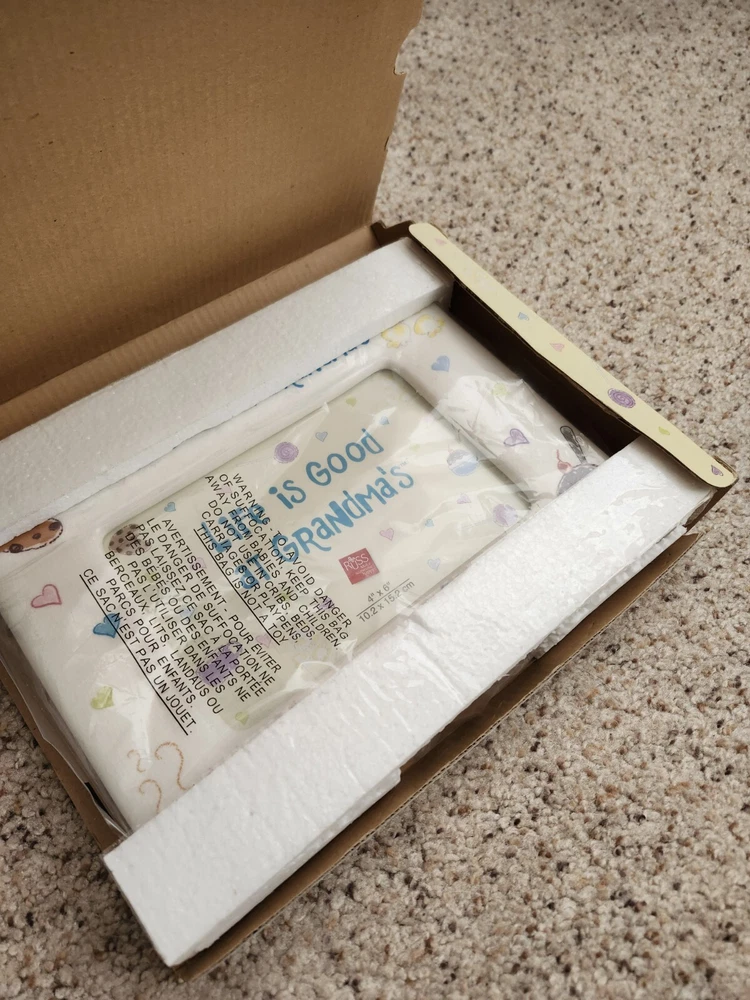 Life is Good
at Grandma's
RUSS
4" x 6"
10.2 x 15.2 cm
WARNING - TO AVOID DANGER
OF SUFFOCATION KEEP THIS BAG
AWAY FROM BABIES AND CHILDREN.
DO NOT USE IN CRIBS, BEDS,
CARRIAGES OR PLAYPENS.
THIS BAG IS NOT A TOY
AVERTISSEMENT- POUR ÉVITER
LE DANGER DE SUFFOCATION NE
PAS LAISSER CE SAC À LA PORTÉE
DES BÉBÉS OU DES ENFANTS NE
PAS L'UTILISER DANS LES
BERCEAUX, LITS, LANDAUS OU
PARCS POUR ENFANTS.
CE SAC N'EST PAS UN JOUET.